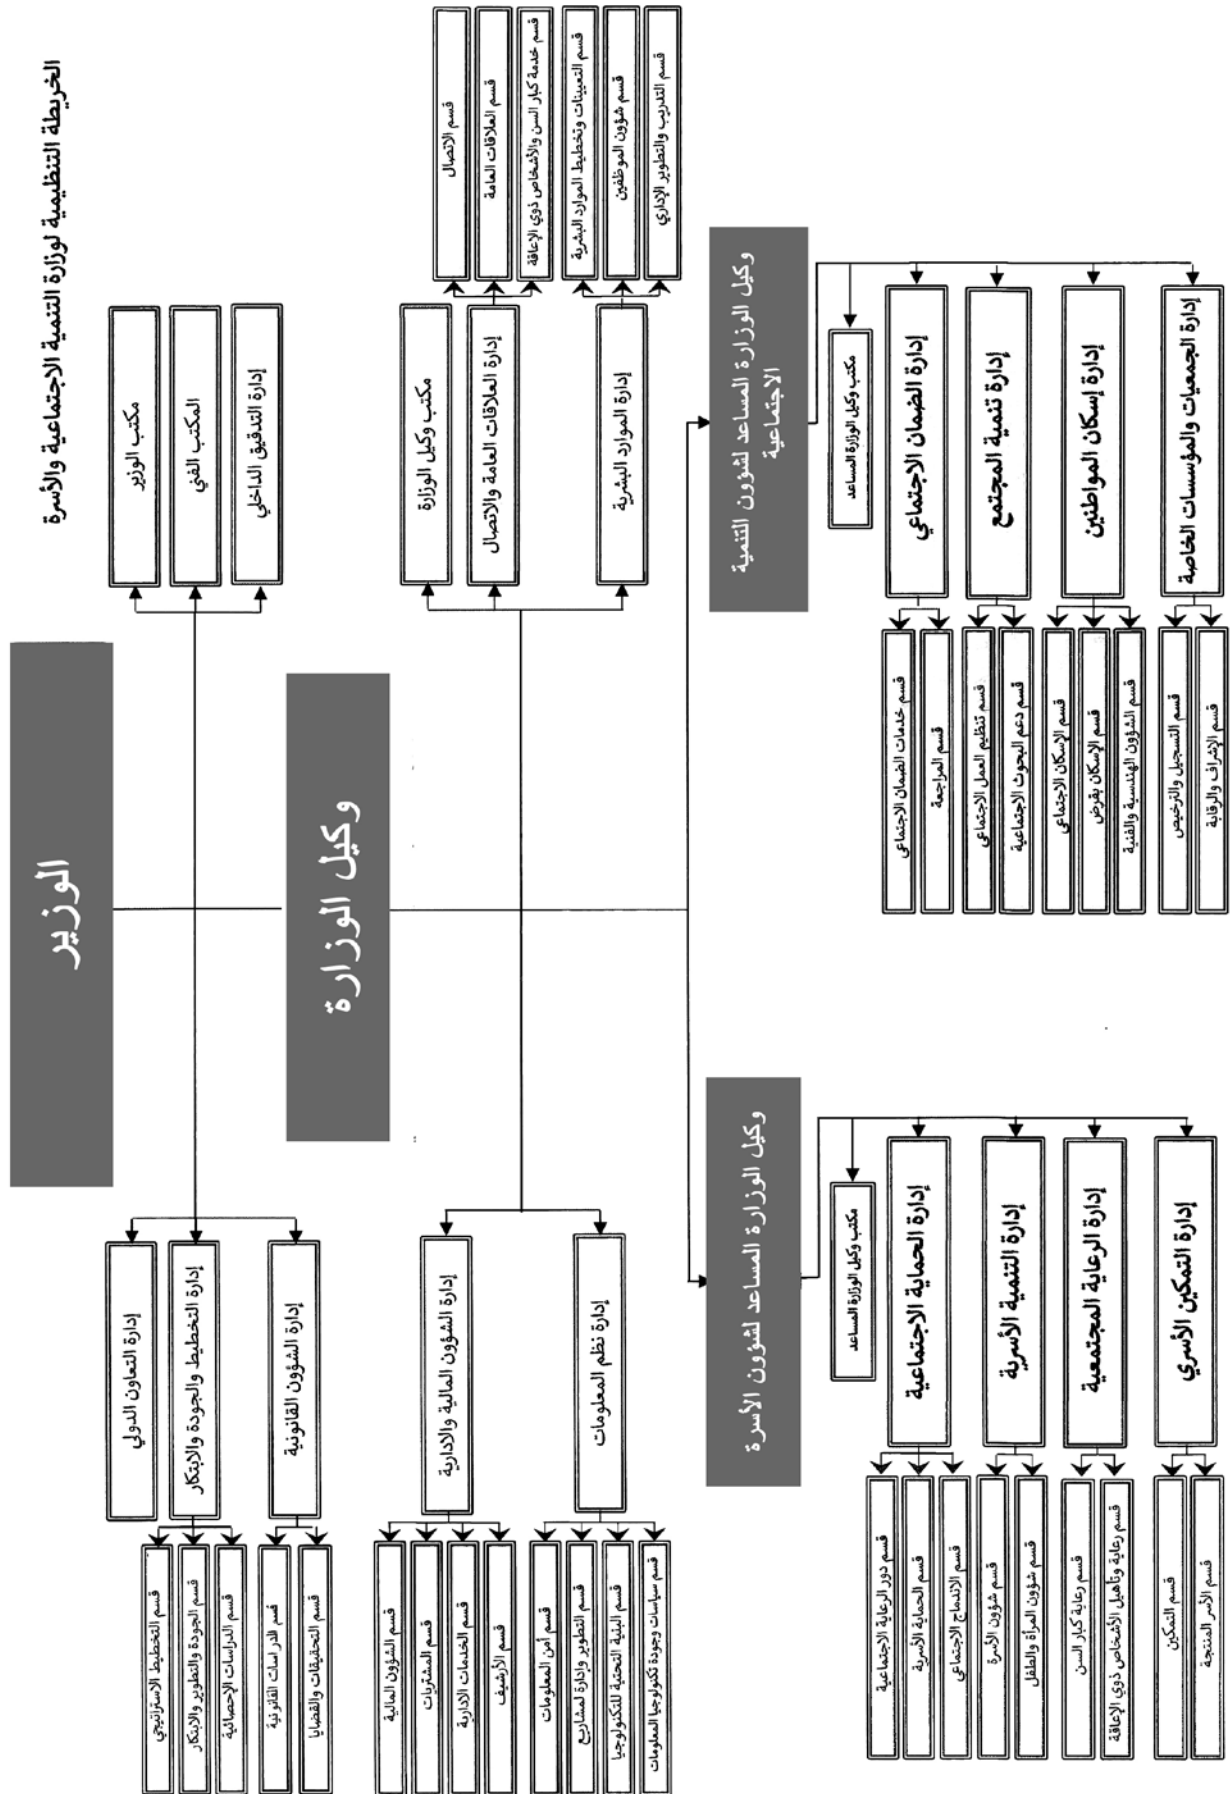 الخريطة التنظيمية لوزارة التنمية الاجتماعية والأسرة
الوزير
مكتب الوزير
المكتب الفني
إدارة التدقيق الداخلي
إدارة التعاون الدولي
إدارة التخطيط والجودة والابتكار
قسم التخطيط الاستراتيجي
قسم الجودة والتطوير والابتكار
قسم الدراسات الإحصائية
إدارة الشؤون القانونية
قسم الدراسات القانونية
قسم التحقيقات والقضايا
وكيل الوزارة
مكتب وكيل الوزارة
إدارة العلاقات العامة والاتصال
قسم الاتصال
قسم العلاقات العامة
قسم خدمة كبار السن والأشخاص ذوي الإعاقة
إدارة الموارد البشرية
قسم التعيينات وتخطيط الموارد البشرية
قسم شؤون الموظفين
قسم التدريب والتطوير الإداري
إدارة الشؤون المالية والادارية
قسم الشؤون المالية
قسم المشتريات
قسم الخدمات الادارية
قسم الأرشيف
إدارة نظم المعلومات
قسم أمن المعلومات
قسم التطوير وإدارة لمشاريع
قسم البنية التحتية للتكنولوجيا
قسم سياسات وجودة تكنولوجيا المعلومات
وكيل الوزارة المساعد لشؤون التنمية
الاجتماعية
مكتب وكيل الوزارة المساعد
إدارة الضمان الاجتماعي
قسم خدمات الضمان الاجتماعي
قسم المراجعة
إدارة تنمية المجتمع
قسم تنظيم العمل الاجتماعي
قسم دعم البحوث الاجتماعية
إدارة إسكان المواطنين
قسم الإسكان الاجتماعي
قسم الإسكان بقرض
قسم الشؤون الهندسية والفنية
إدارة الجمعيات والمؤسسات الخاصة
قسم التسجيل والترخيص
قسم الإشراف والرقابة
وكيل الوزارة المساعد لشؤون الأسرة
مكتب وكيل الوزارة المساعد
إدارة الحماية الاجتماعية
قسم دور الرعاية الاجتماعية
قسم الحماية الأسرية
قسم الاندماج الاجتماعي
إدارة التنمية الأسرية
قسم شؤون الأسرة
قسم شؤون المرأة والطفل
إدارة الرعاية المجتمعية
قسم رعاية كبار السن
قسم رعاية وتأهيل الأشخاص ذوي الإعاقة
إدارة التمكين الأسري
قسم التمكين
قسم الأسر المنتجة